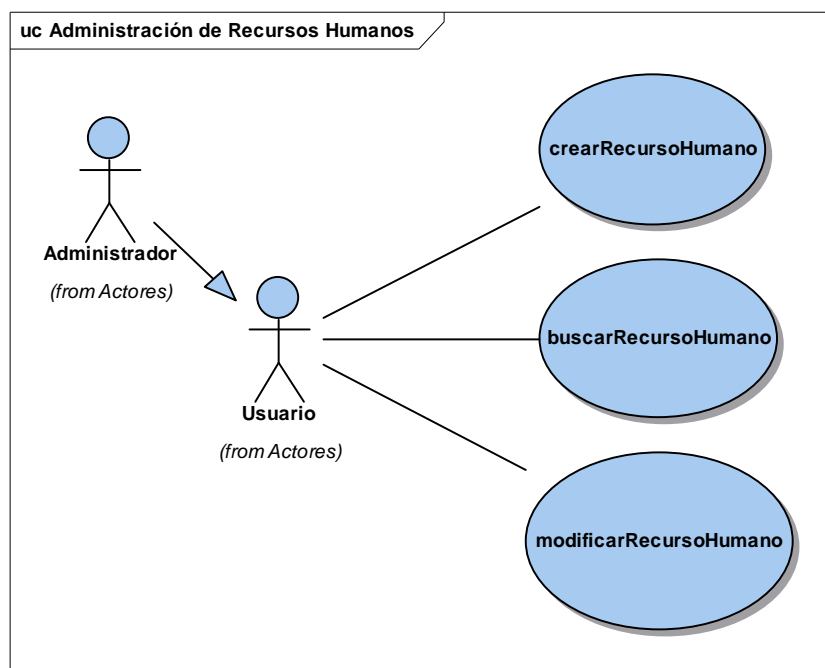 uc Administración de Recursos Humanos
Administrador
(from Actores)
Usuario
(from Actores)
crearRecursoHumano
buscarRecursoHumano
modificarRecursoHumano